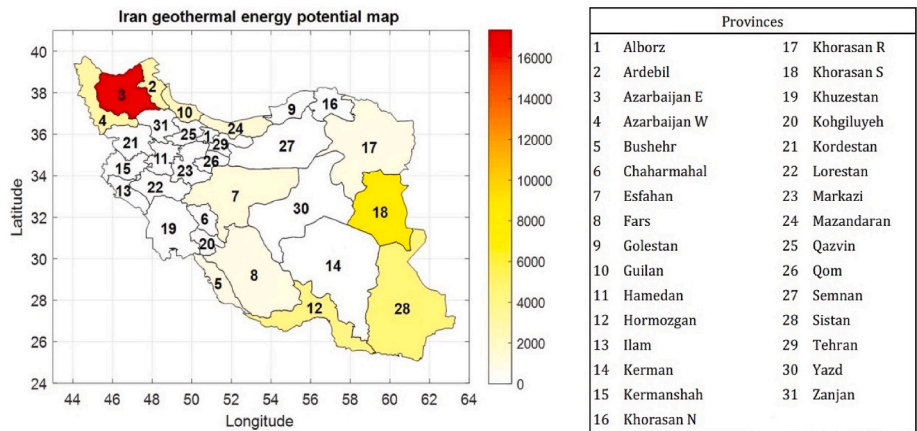 Iran geothermal energy potential map
40
38
36
34
32
30
28
26
24
Latitude
44 46 48 50 52 54 56 58 60 62 64
Longitude
3
2
4
10
31
25
1
24
29
9
16
21
11
26
27
17
15
23
13
22
7
30
18
19
6
20
5
8
14
12
28
16000
14000
12000
10000
8000
6000
4000
2000
0
Provinces
1 Alborz 17 Khorasan R
2 Ardebil 18 Khorasan S
3 Azarbaijan E 19 Khuzestan
4 Azarbaijan W 20 Kohgiluyeh
5 Bushehr 21 Kordestan
6 Chaharmahal 22 Lorestan
7 Esfahan 23 Markazi
8 Fars 24 Mazandaran
9 Golestan 25 Qazvin
10 Guilan 26 Qom
11 Hamedan 27 Semnan
12 Hormozgan 28 Sistan
13 Ilam 29 Tehran
14 Kerman 30 Yazd
15 Kermanshah 31 Zanjan
16 Khorasan N